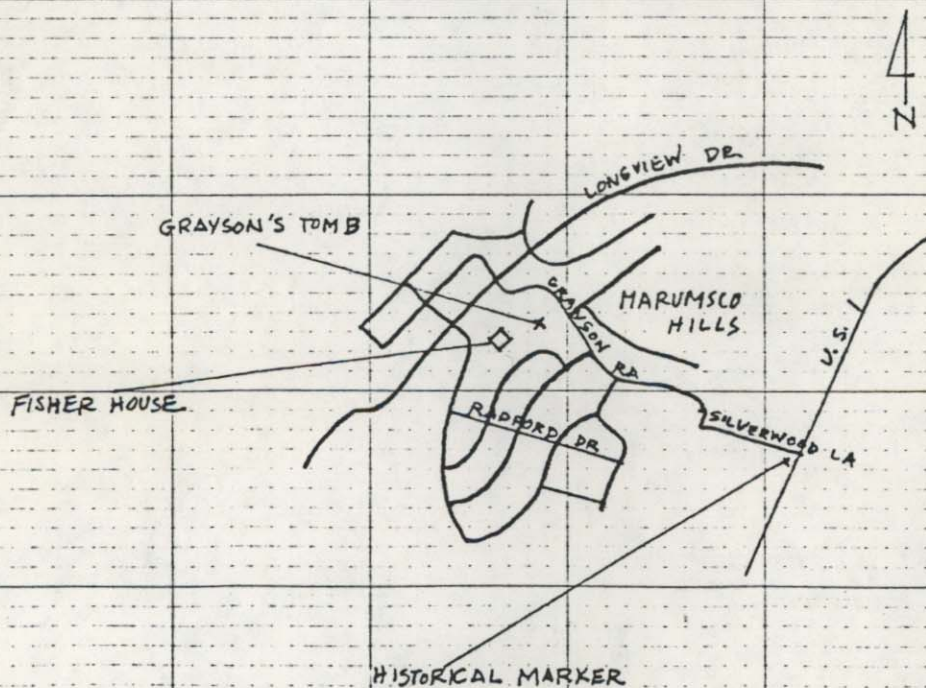 N
LONGVIEW DR
GRAYSON'S TOMB
GRAYSON RD
MARUMSCO
HILLS
U.S. 1
FISHER HOUSE
RADFORD DR
SILVERWOOD LA
HISTORICAL MARKER